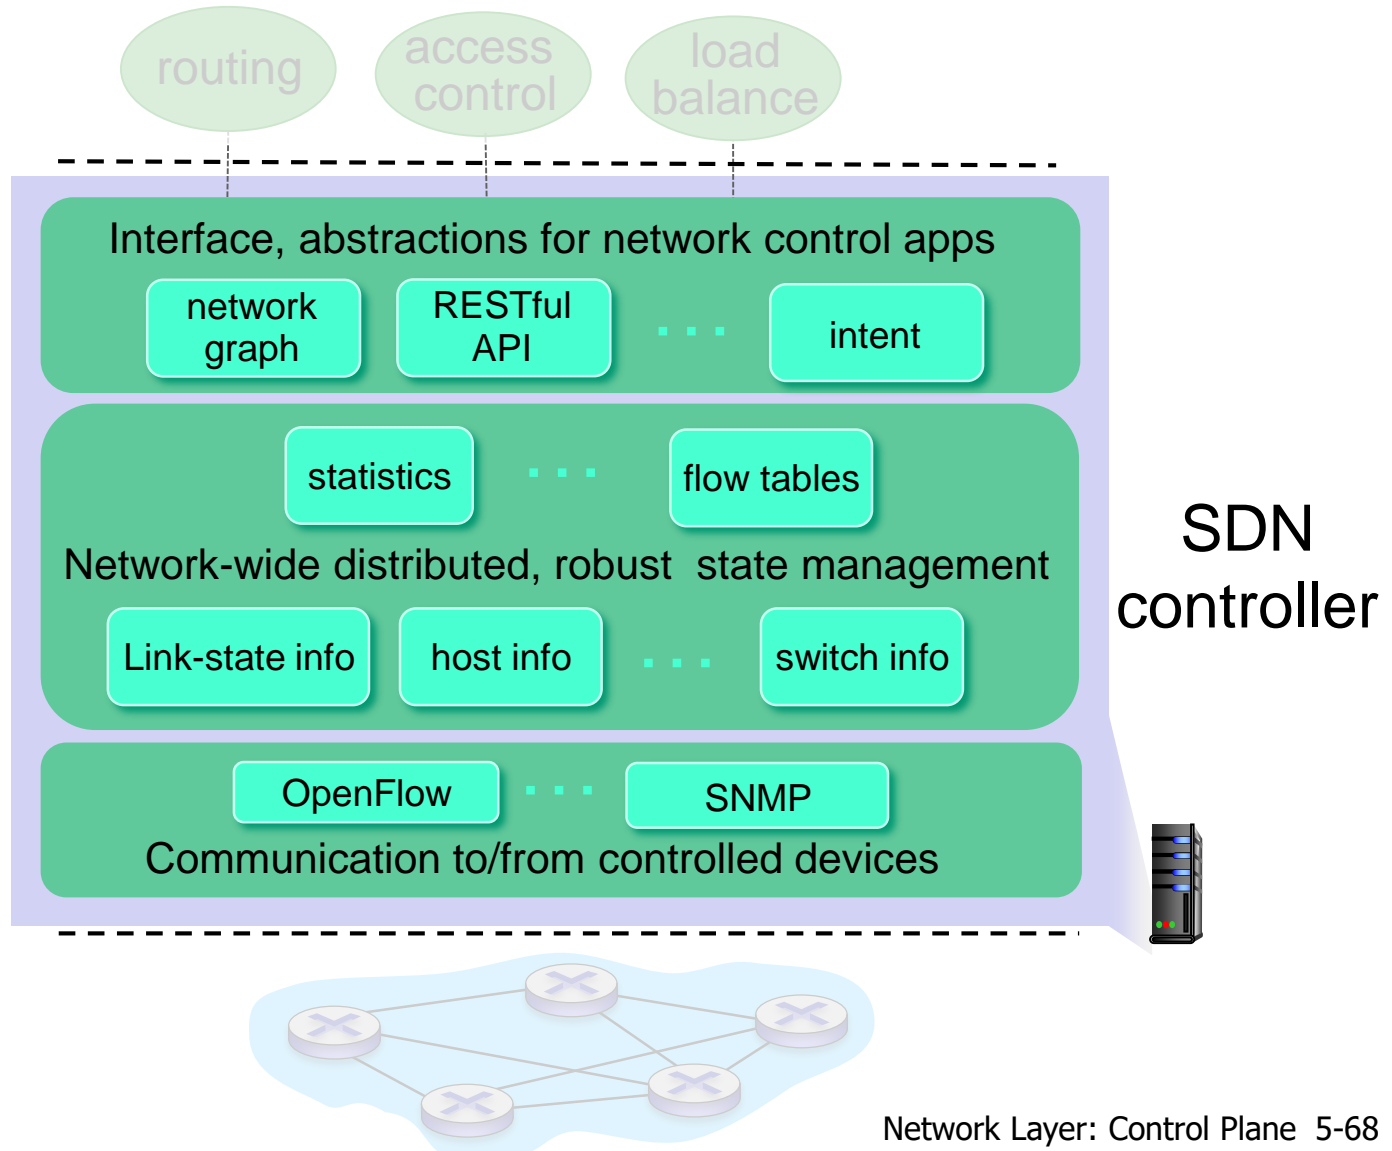 routing
access
control
load
balance
Interface, abstractions for network control apps
network
graph
RESTful
API
. . .
intent
statistics
. . .
flow tables
Network-wide distributed, robust  state management
Link-state info
host info
. . .
switch info
OpenFlow
. . .
SNMP
Communication to/from controlled devices
SDN
controller
Network Layer: Control Plane  5-68